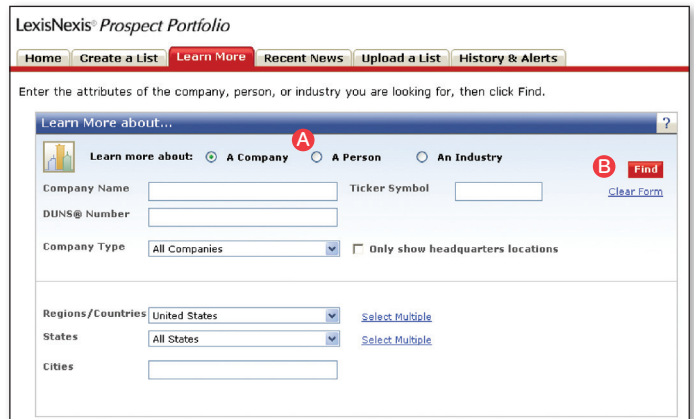 LexisNexis® Prospect Portfolio
Home Create a List Learn More Recent News Upload a List History & Alerts
Enter the attributes of the company, person, or industry you are looking for, then click Find.
Learn More about... ?
A
Learn more about: A Company A Person An Industry
B Find
Company Name Ticker Symbol Clear Form
DUNS® Number
Company Type All Companies Only show headquarters locations
Regions/Countries United States Select Multiple
States All States Select Multiple
Cities